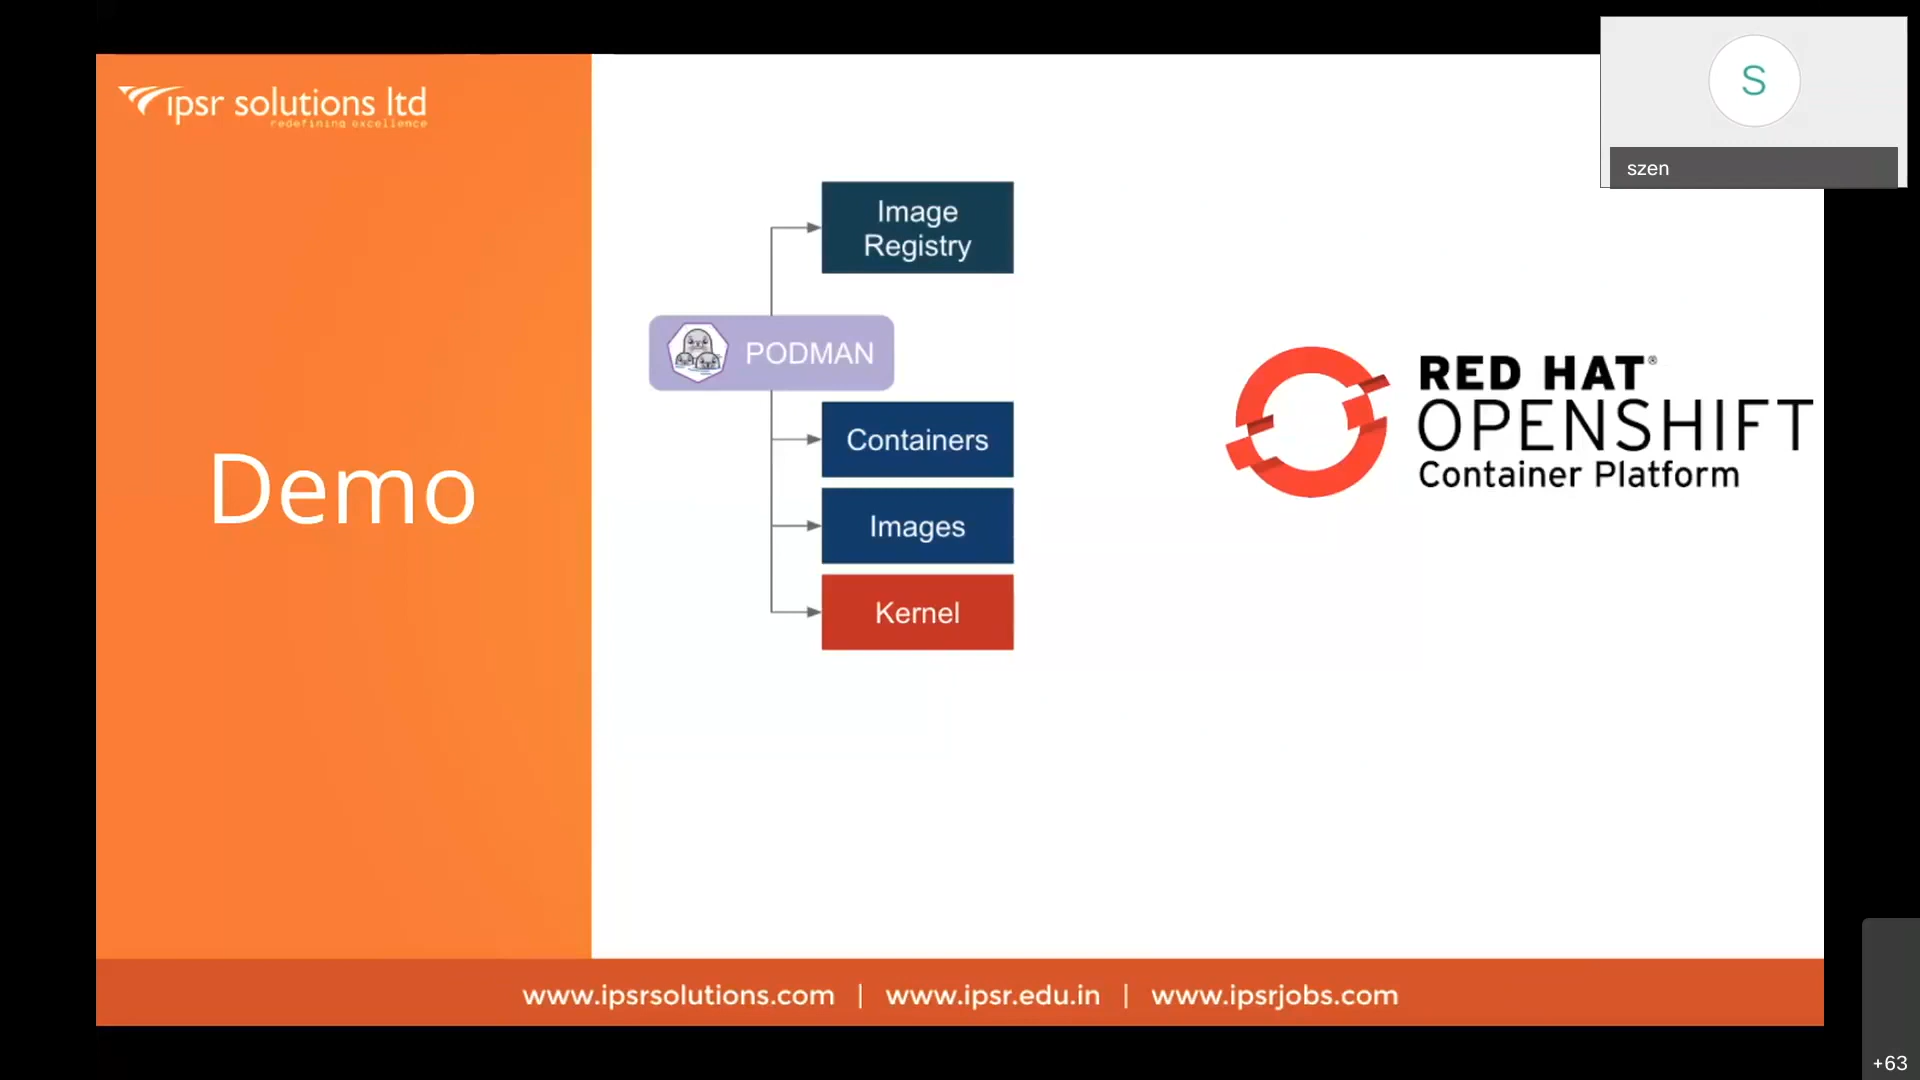 ipsr solutions ltd
redefining excellence
Demo
Image
Registry
PODMAN
Containers
Images
Kernel
RED HAT®
OPENSHIFT
Container Platform
S
szen
www.ipsrsolutions.com | www.ipsr.edu.in | www.ipsrjobs.com
+63